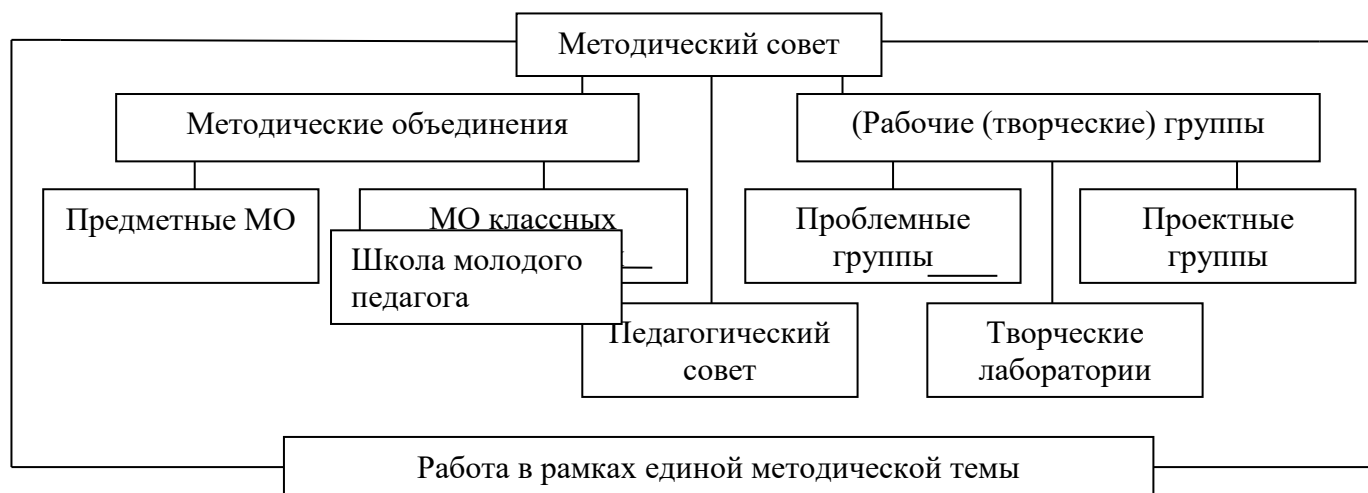 Методический совет
Методические объединения
(Рабочие (творческие) группы
Предметные МО
МО классных
Проблемные
группы
Проектные
группы
Школа молодого
педагога
Педагогический
совет
Творческие
лаборатории
Работа в рамках единой методической темы